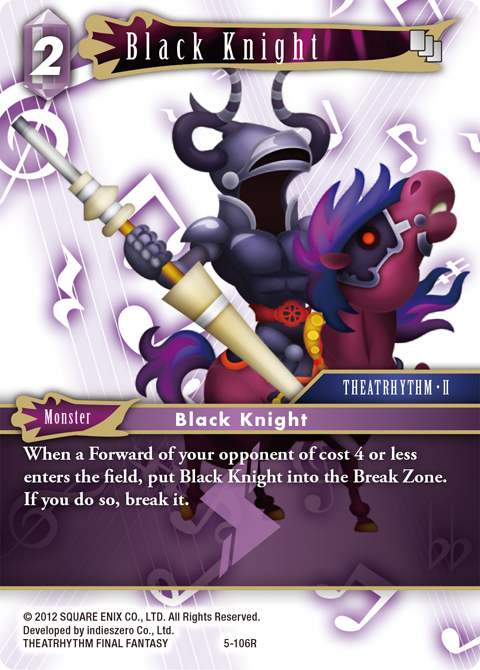 2
Black Knight
THEATRHYTHM・II
Monster
Black Knight
When a Forward of your opponent of cost 4 or less
enters the field, put Black Knight into the Break Zone.
If you do so, break it.
© 2012 SQUARE ENIX CO., LTD. All Rights Reserved.
Developed by indieszero Co., Ltd.
THEATRHYTHM FINAL FANTASY
5-106R